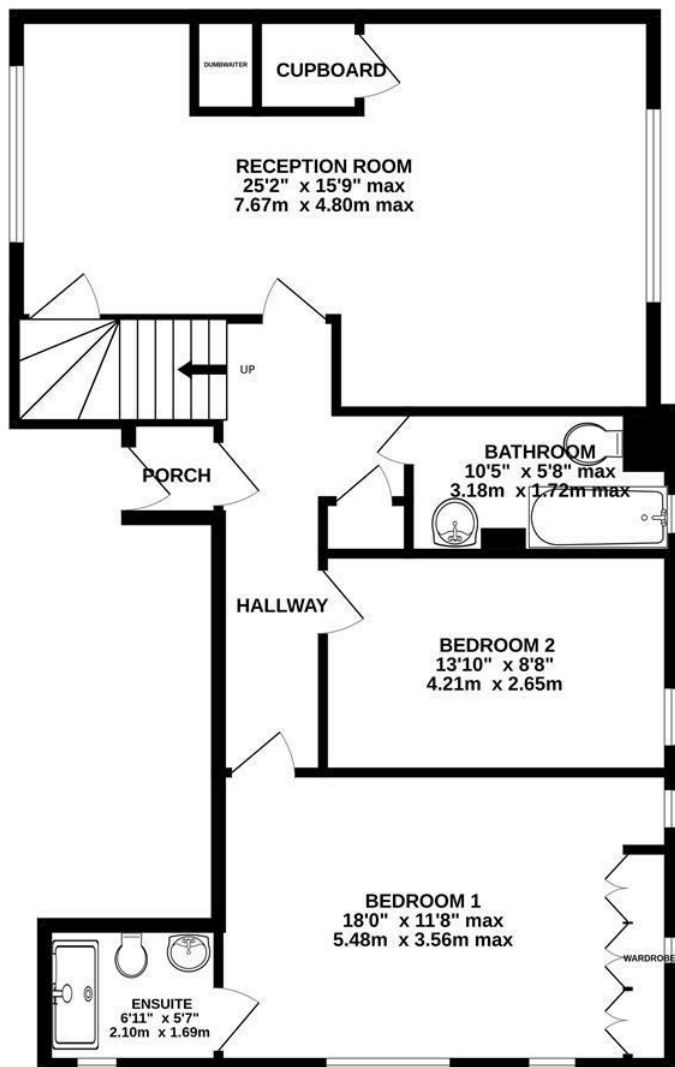 DUMBWAITER
CUPBOARD
RECEPTION ROOM
25'2" x 15'9" max
7.67m x 4.80m max
UP
PORCH
BATHROOM
10'5" x 5'8" max
3.18m x 1.72m max
HALLWAY
BEDROOM 2
13'10" x 8'8"
4.21m x 2.65m
BEDROOM 1
18'0" x 11'8" max
5.48m x 3.56m max
WARDROBE
ENSUITE
6'11" x 5'7"
2.10m x 1.69m